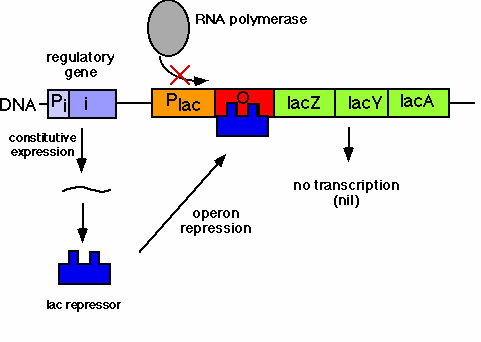 RNA polymerase
regulatory
gene
DNA
Pi
i
Plac
O
lacZ
lacY
lacA
constitutive
expression
no transcription
(nil)
operon
repression
lac repressor